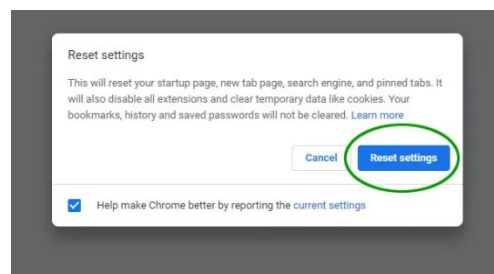 Reset settings
This will reset your startup page, new tab page, search engine, and pinned tabs. It
will also disable all extensions and clear temporary data like cookies. Your
bookmarks, history and saved passwords will not be cleared. Learn more
Cancel
Reset settings
Help make Chrome better by reporting the current settings